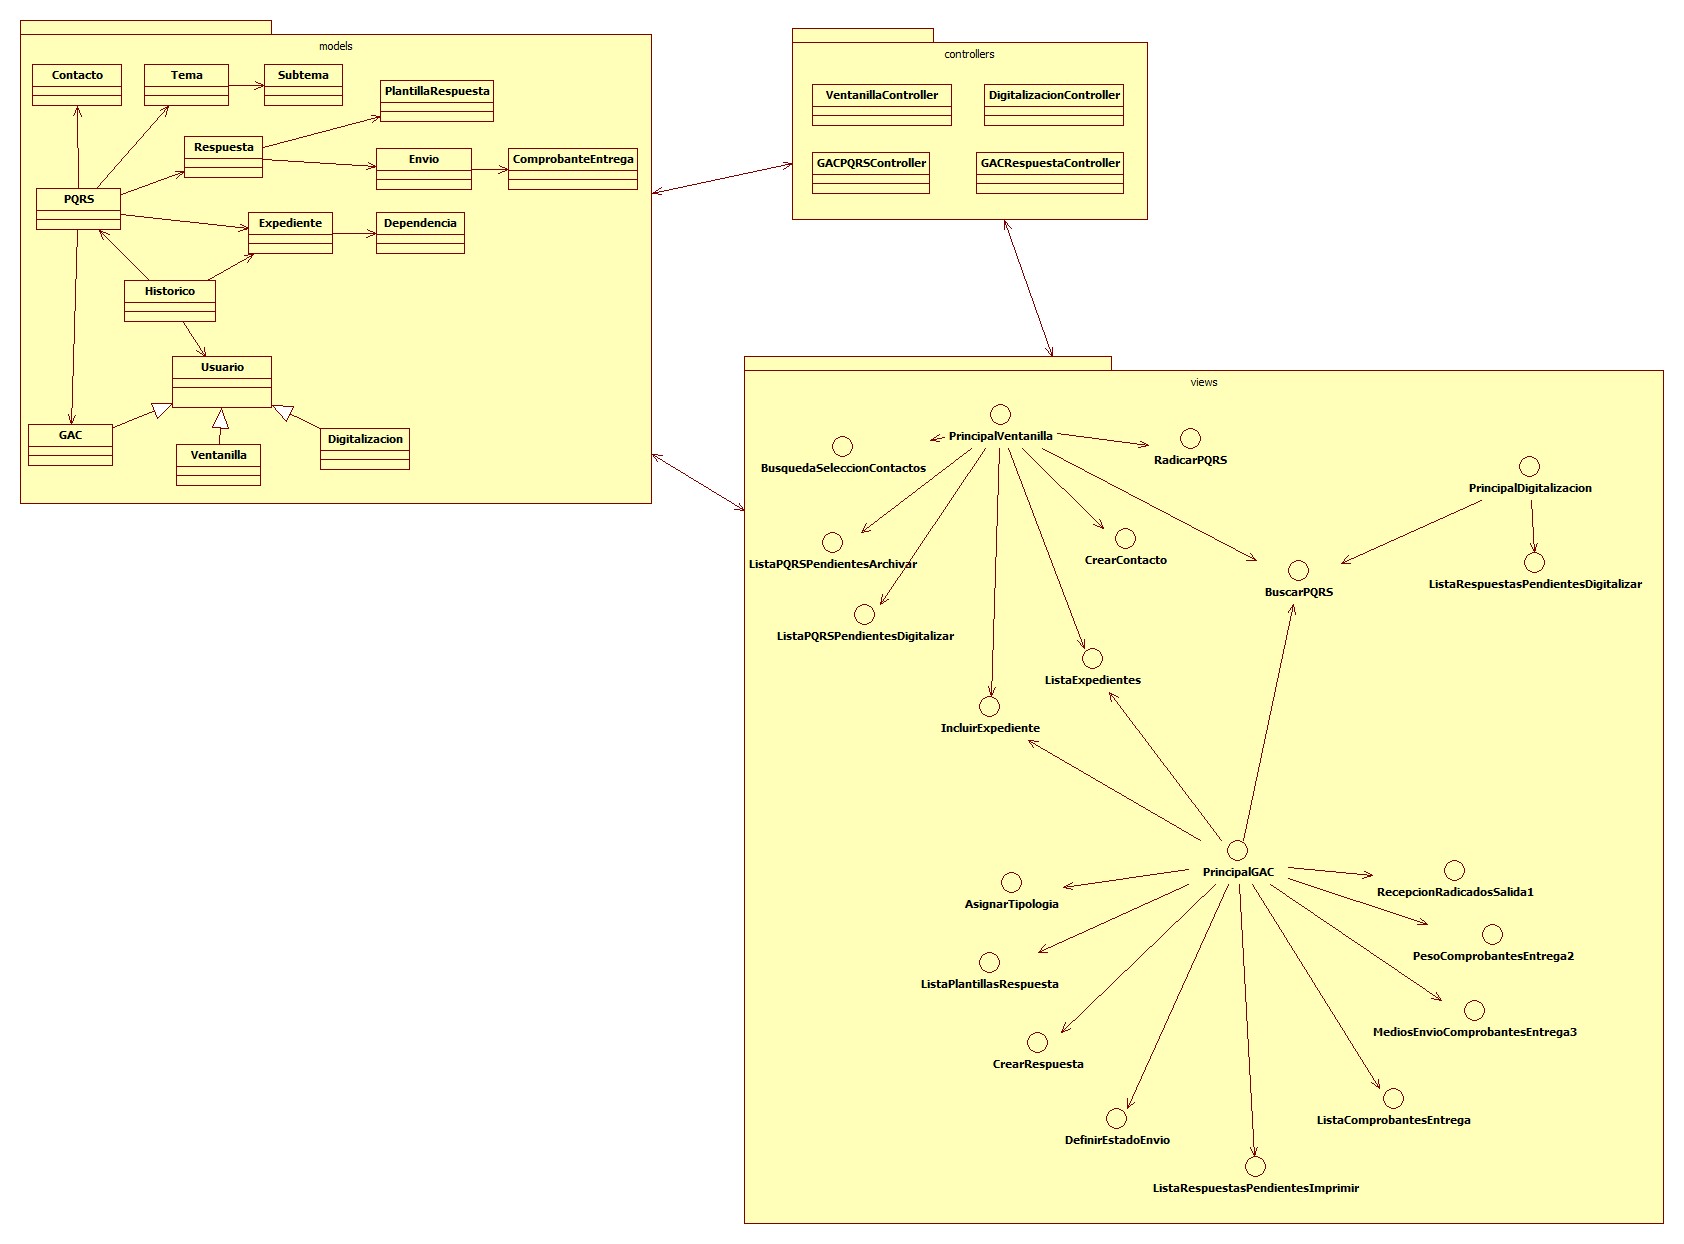 models
Contacto
Tema
Subtema
PlantillaRespuesta
Respuesta
Envio
ComprobanteEntrega
PQRS
Expediente
Dependencia
Historico
Usuario
GAC
Ventanilla
Digitalizacion
controllers
VentanillaController
DigitalizacionController
GACPQRSController
GACRespuestaController
views
PrincipalVentanilla
BusquedaSeleccionContactos
RadicarPQRS
PrincipalDigitalizacion
ListaPQRSPendientesArchivar
CrearContacto
BuscarPQRS
ListaRespuestasPendientesDigitalizar
ListaPQRSPendientesDigitalizar
ListaExpedientes
IncluirExpediente
PrincipalGAC
RecepcionRadicadosSalida1
AsignarTipologia
PesoComprobantesEntrega2
ListaPlantillasRespuesta
MediosEnvioComprobantesEntrega3
CrearRespuesta
ListaComprobantesEntrega
DefinirEstadoEnvio
ListaRespuestasPendientesImprimir